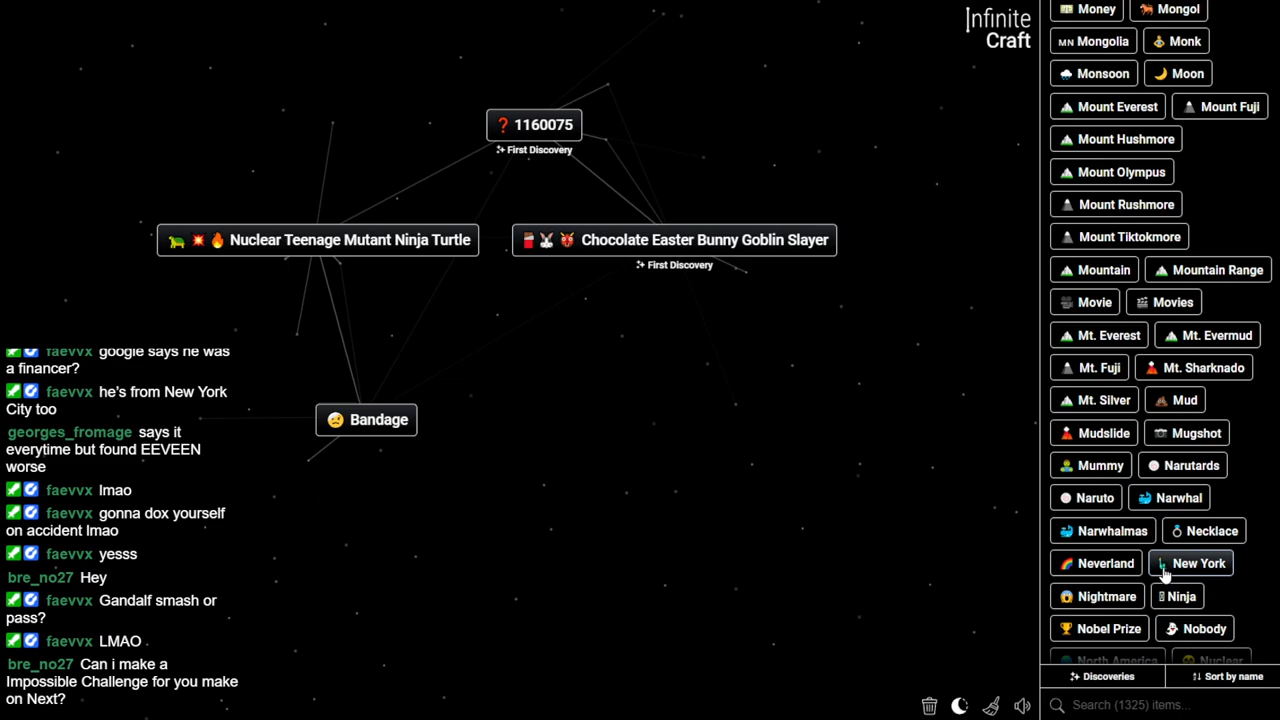 Infinite
Craft
❓ 1160075
First Discovery
Nuclear Teenage Mutant Ninja Turtle
Chocolate Easter Bunny Goblin Slayer
First Discovery
Bandage
faevvx google says he was
a financer?
faevvx he's from New York
City too
georges_fromage says it
everytime but found EEVEEN
worse
faevvx lmao
faevvx gonna dox yourself
on accident lmao
faevvx yesss
bre_no27 Hey
faevvx Gandalf smash or
pass?
faevvx LMAO
bre_no27 Can i make a
Impossible Challenge for you make
on Next?
Money Mongol
MN Mongolia Monk
Monsoon Moon
Mount Everest Mount Fuji
Mount Hushmore
Mount Olympus
Mount Rushmore
Mount Tiktokmore
Mountain Mountain Range
Movie Movies
Mt. Everest Mt. Evermud
Mt. Fuji Mt. Sharknado
Mt. Silver Mud
Mudslide Mugshot
Mummy Narutards
Naruto Narwhal
Narwhalmas Necklace
Neverland New York
Nightmare Ninja
Nobel Prize Nobody
North America Nuclear
Discoveries Sort by name
Search (1325) items...